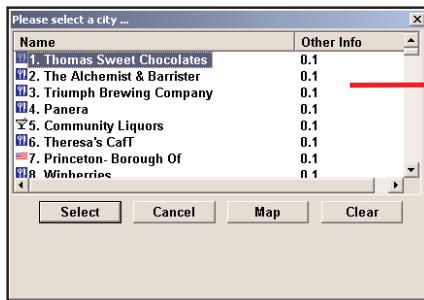 Please select a city ...
Name Other Info
1. Thomas Sweet Chocolates 0.1
2. The Alchemist & Barrister 0.1
3. Triumph Brewing Company 0.1
4. Panera 0.1
5. Community Liquors 0.1
6. Theresa's CafT 0.1
7. Princeton- Borough Of 0.1
8. Winberries 0.1
Select Cancel Map Clear